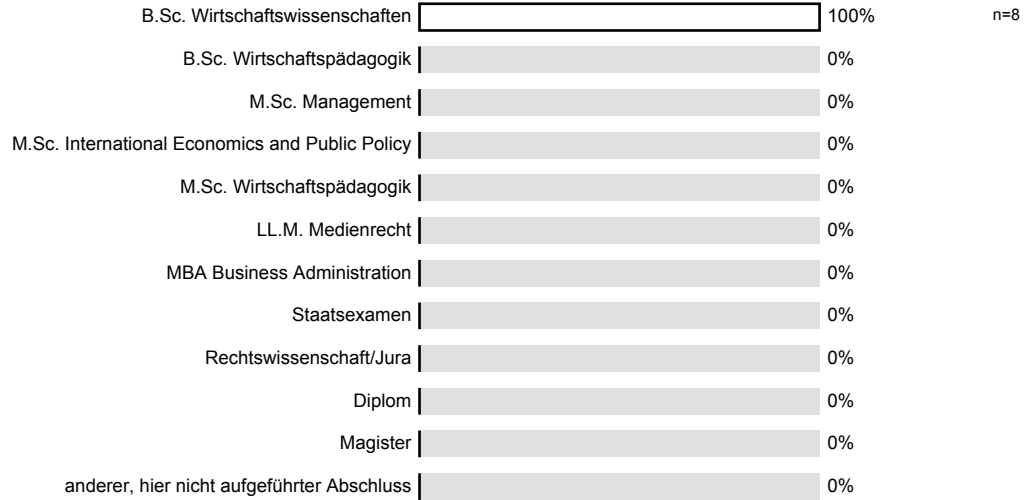 B.Sc. Wirtschaftswissenschaften 100% n=8
B.Sc. Wirtschaftspädagogik 0%
M.Sc. Management 0%
M.Sc. International Economics and Public Policy 0%
M.Sc. Wirtschaftspädagogik 0%
LL.M. Medienrecht 0%
MBA Business Administration 0%
Staatsexamen 0%
Rechtswissenschaft/Jura 0%
Diplom 0%
Magister 0%
anderer, hier nicht aufgeführter Abschluss 0%